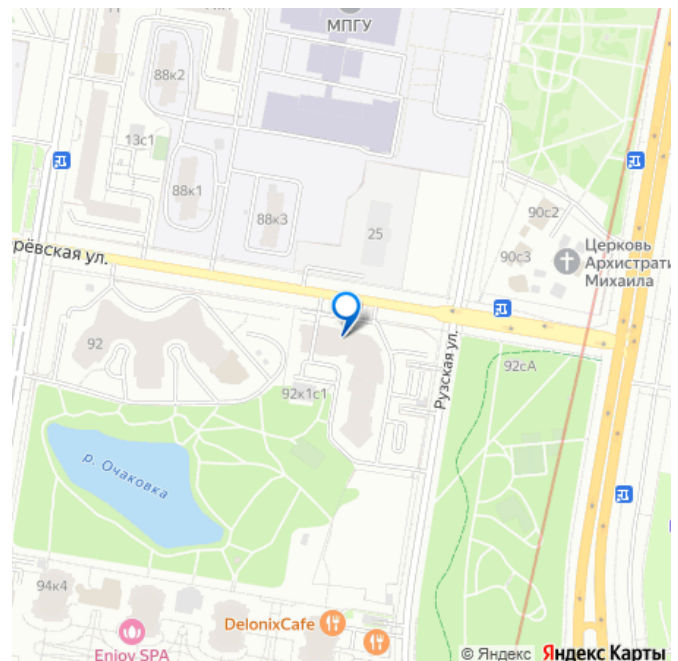 МПГУ
88к2
13с1
88к1
88к3
25
90с2
90с3
Церковь
Архистрати
Михаила
рёвская ул.
92
92к1с1
Рузская ул.
92сА
р. Очаковка
94к4
DelonixCafe
Enjoy SPA
© Яндекс Яндекс Карты